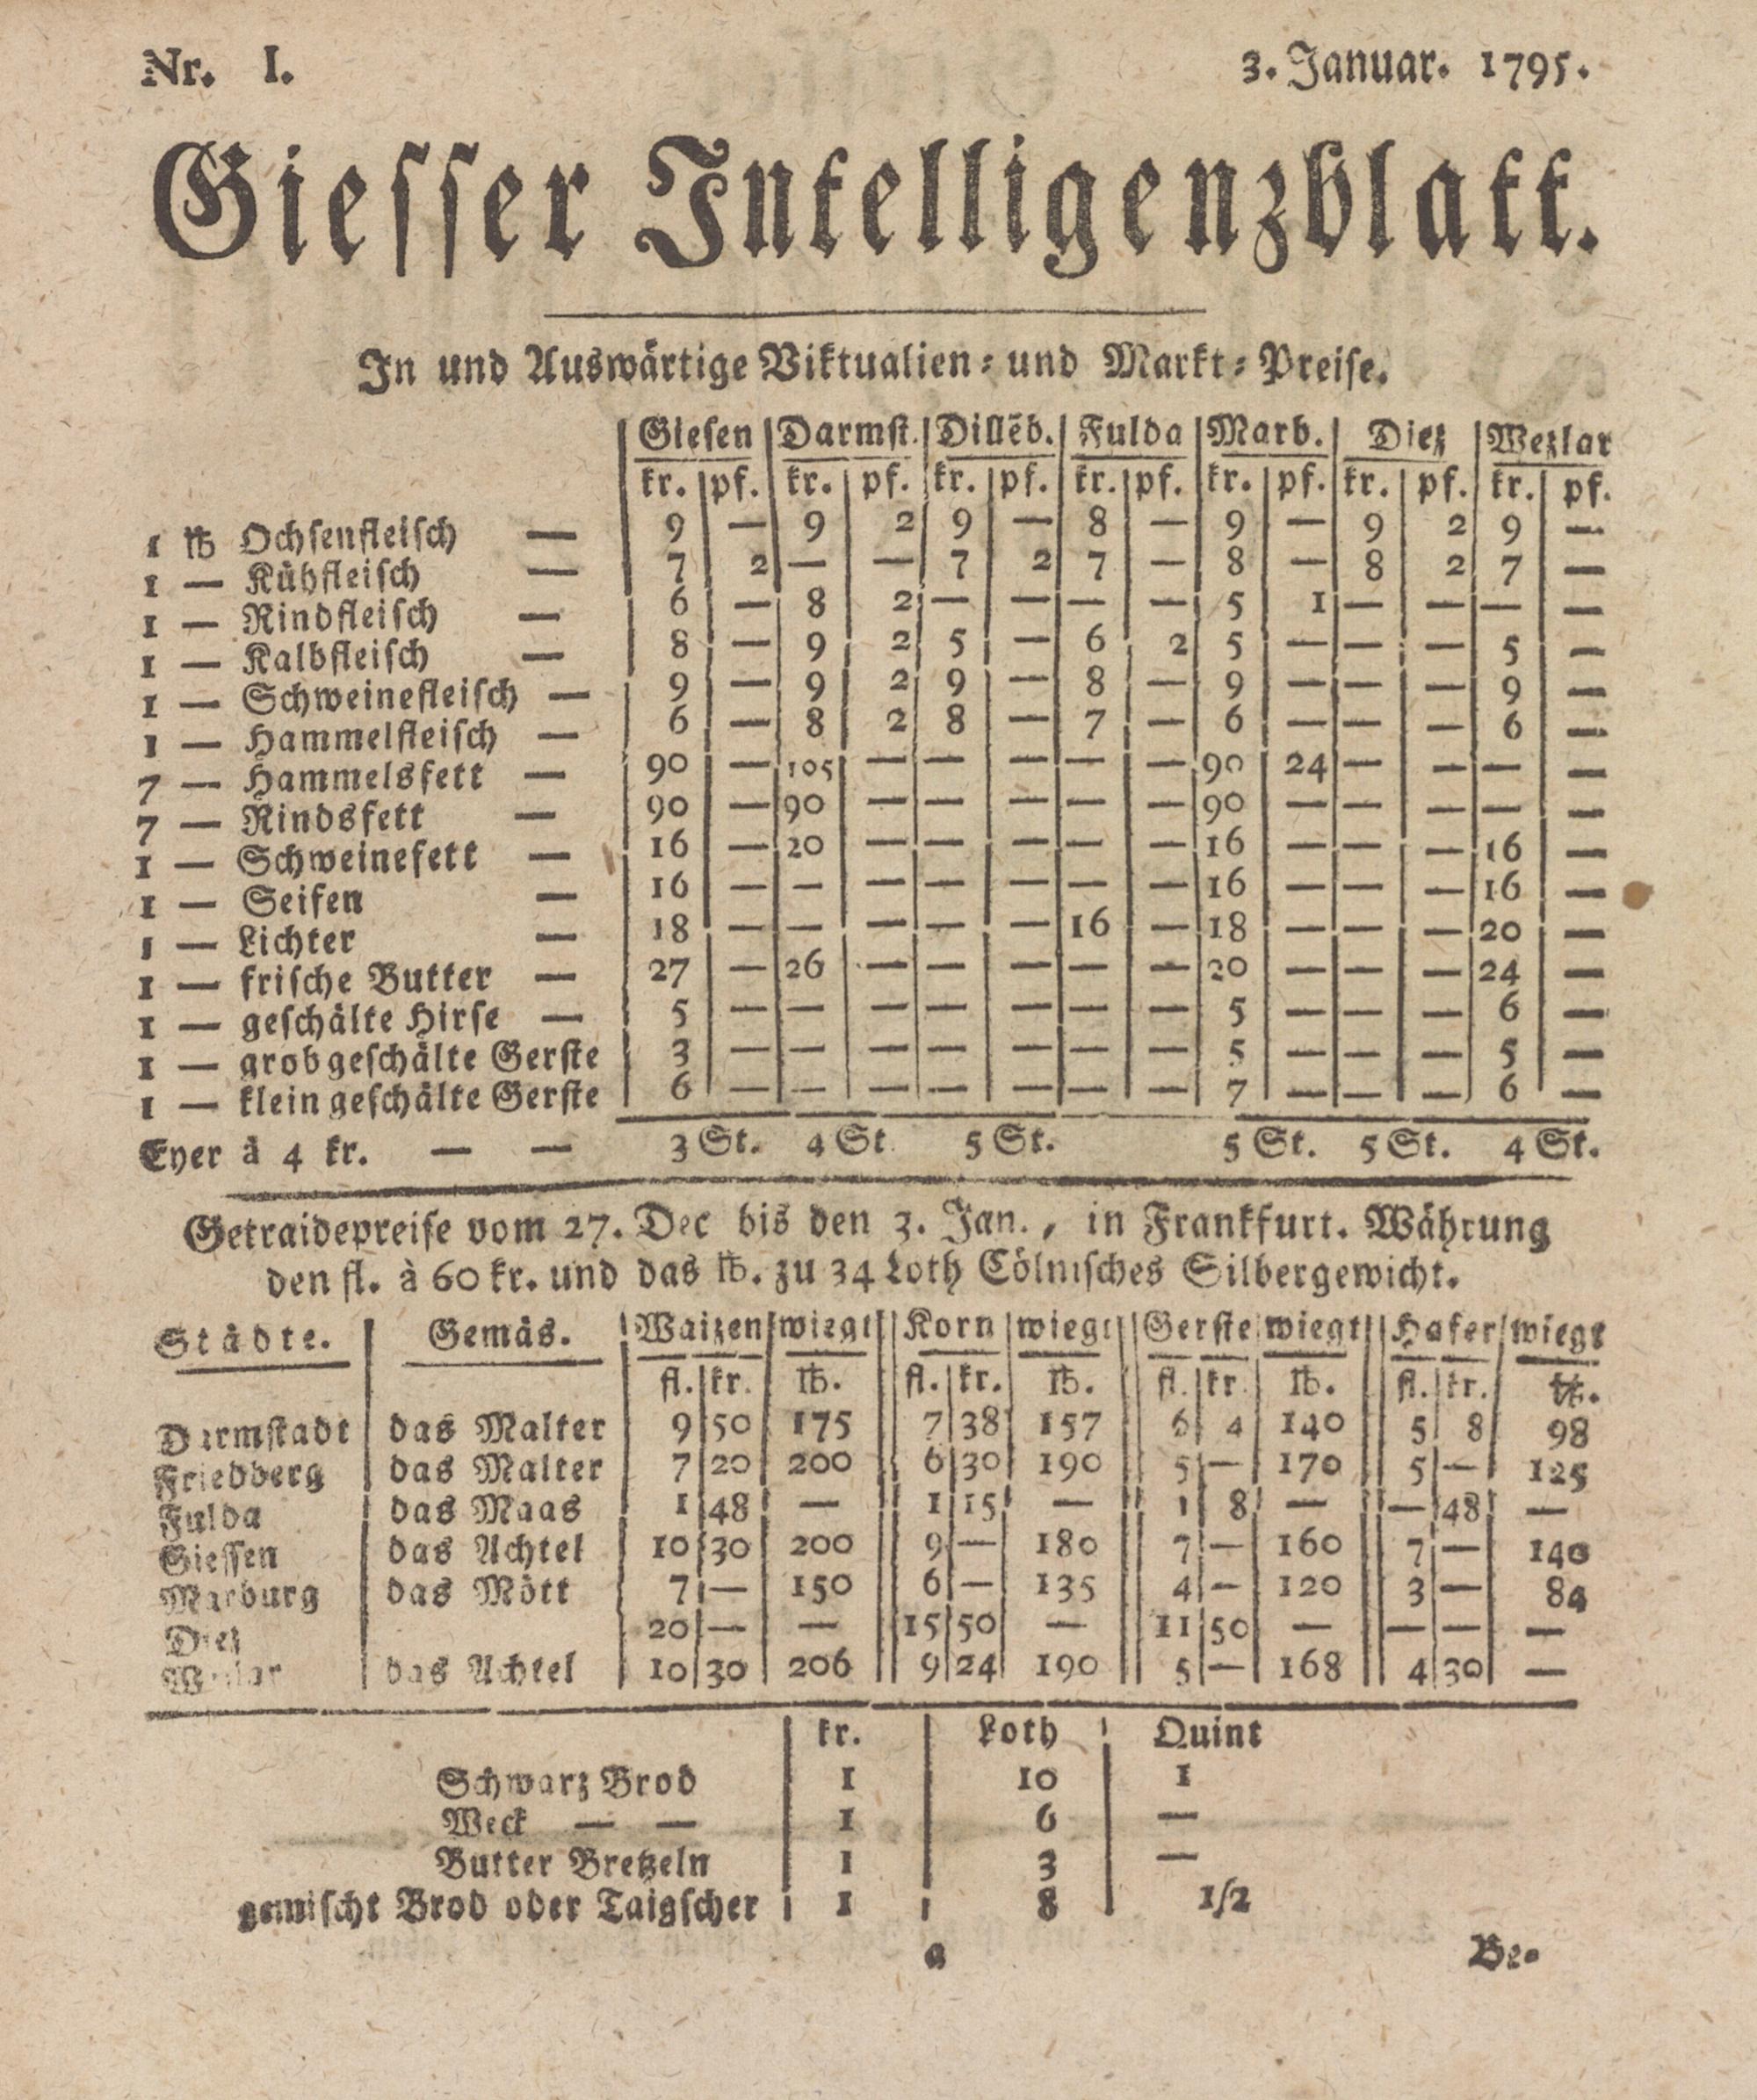 Nr. I. 3. Januar. 1795.
Giesser Intelligenzblatt.
In und Auswärtige Viktualien- und Markt-Preise.
Giesen Darmst. Dillēb. Fulda Marb. Diez Wezlar
kr. pf. kr. pf. kr. pf. kr. pf. kr. pf. kr. pf. kr. pf.
1 ℔ Ochsenfleisch — 9 — 9 2 9 — 8 — 9 — 9 2 9 —
1 — Kühfleisch — 7 2 — — 7 2 7 — 8 — 8 2 7 —
1 — Rindfleisch — 6 — 8 2 — — — — 5 1 — — — —
1 — Kalbfleisch — 8 — 9 2 5 — 6 2 5 — — — 5 —
1 — Schweinefleisch — 9 — 9 2 9 — 8 — 9 — — — 9 —
1 — Hammelfleisch — 6 — 8 2 8 — 7 — 6 — — — 6 —
7 — Hammelsfett — 90 — 105 — — — — — 90 24 — — — —
7 — Rindsfett — 90 — 90 — — — — — 90 — — — — —
1 — Schweinefett — 16 — 20 — — — — — 16 — — — 16 —
1 — Seifen — 16 — — — — — — — 16 — — — 16 —
1 — Lichter — 18 — — — — — 16 — 18 — — — 20 —
1 — frische Butter — 27 — 26 — — — — — 20 — — — 24 —
1 — geschälte Hirse — 5 — — — — — — — 5 — — — 6 —
1 — grob geschälte Gerste 3 — — — — — — — 5 — — — 5 —
1 — klein geschälte Gerste 6 — — — — — — — 7 — — — 6 —
Eyer à 4 kr. — — 3 St. 4 St 5 St. 5 St. 5 St. 4 St.
Getraidepreise vom 27. Dec bis den 3. Jan., in Frankfurt. Währung
den fl. à 60 kr. und das ℔. zu 34 Loth Cölnisches Silbergewicht.
Städte. Gemäs. Waizen wiegt Korn wiegt Gerste wiegt Hafer wiegt
fl. kr. ℔. fl. kr. ℔. fl. kr. ℔. fl. kr. ℔.
Darmstadt das Malter 9 50 175 7 38 157 6 4 140 5 8 98
Friedberg das Malter 7 20 200 6 30 190 5 — 170 5 — 125
Fulda das Maas 1 48 — 1 15 — 1 8 — — 48 —
Giessen das Achtel 10 30 200 9 — 180 7 — 160 7 — 140
Marburg das Mött 7 — 150 6 — 135 4 — 120 3 — 84
Diez 20 — — 15 50 — 11 50 — — — —
Wezlar das Achtel 10 30 206 9 24 190 5 — 168 4 30 —
kr. Loth Quint
Schwarz Brod 1 10 1
Weck — — 1 6 —
Butter Bretzeln 1 3 —
gemischt Brod oder Taigscher 1 8 1/2
a Be-